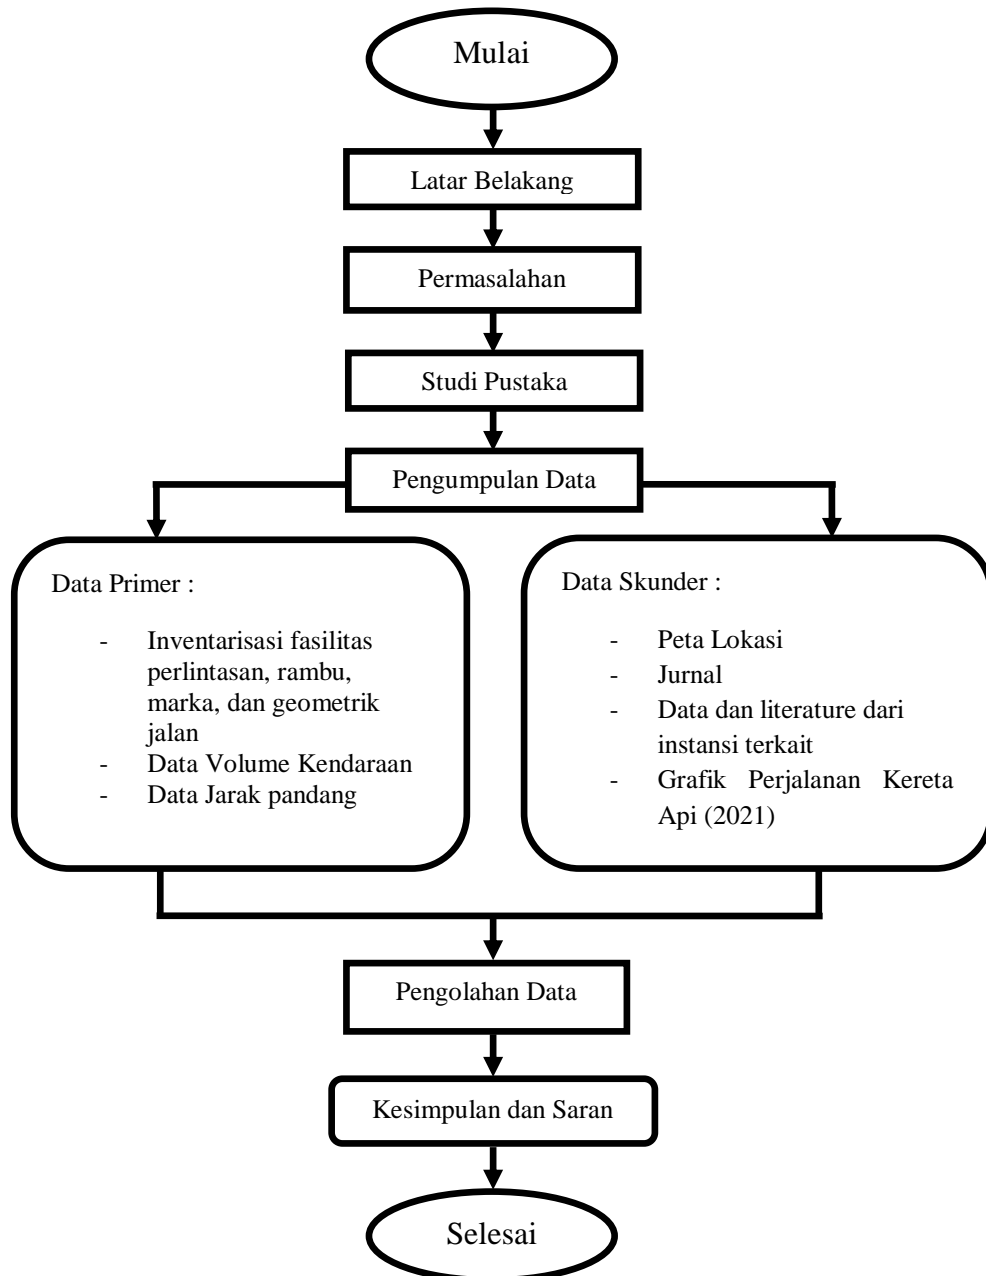 Mulai
Latar Belakang
Permasalahan
Studi Pustaka
Pengumpulan Data
Data Primer :
- Inventarisasi fasilitas
perlintasan, rambu,
marka, dan geometrik
jalan
- Data Volume Kendaraan
- Data Jarak pandang
Data Skunder :
- Peta Lokasi
- Jurnal
- Data dan literature dari
instansi terkait
- Grafik Perjalanan Kereta
Api (2021)
Pengolahan Data
Kesimpulan dan Saran
Selesai